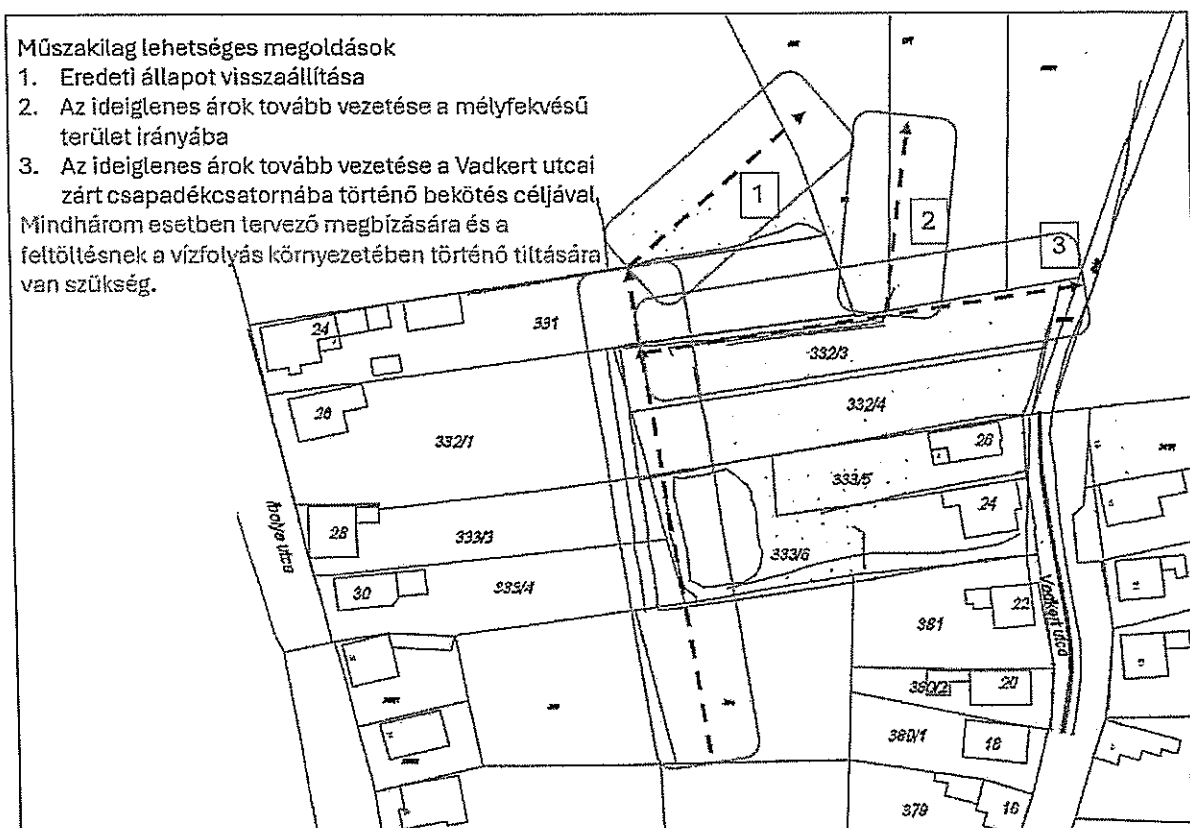 Műszakilag lehetséges megoldások
1. Eredeti állapot visszaállítása
2. Az ideiglenes árok tovább vezetése a mélyfekvésű
terület irányába
3. Az ideiglenes árok tovább vezetése a Vadkert utcai
zárt csapadékcsatornába történő bekötés céljával,
Mindhárom esetben tervező megbízására és a
feltöltésnek a vízfolyás környezetében történő tiltására
van szükség.
1
2
3
24
331
332/3
26
332/1
332/4
28
333/5
24
28
333/3
333/6
Ibolya utca
30
333/4
381
22
Vadkert utca
380/2
20
380/1
18
379
16